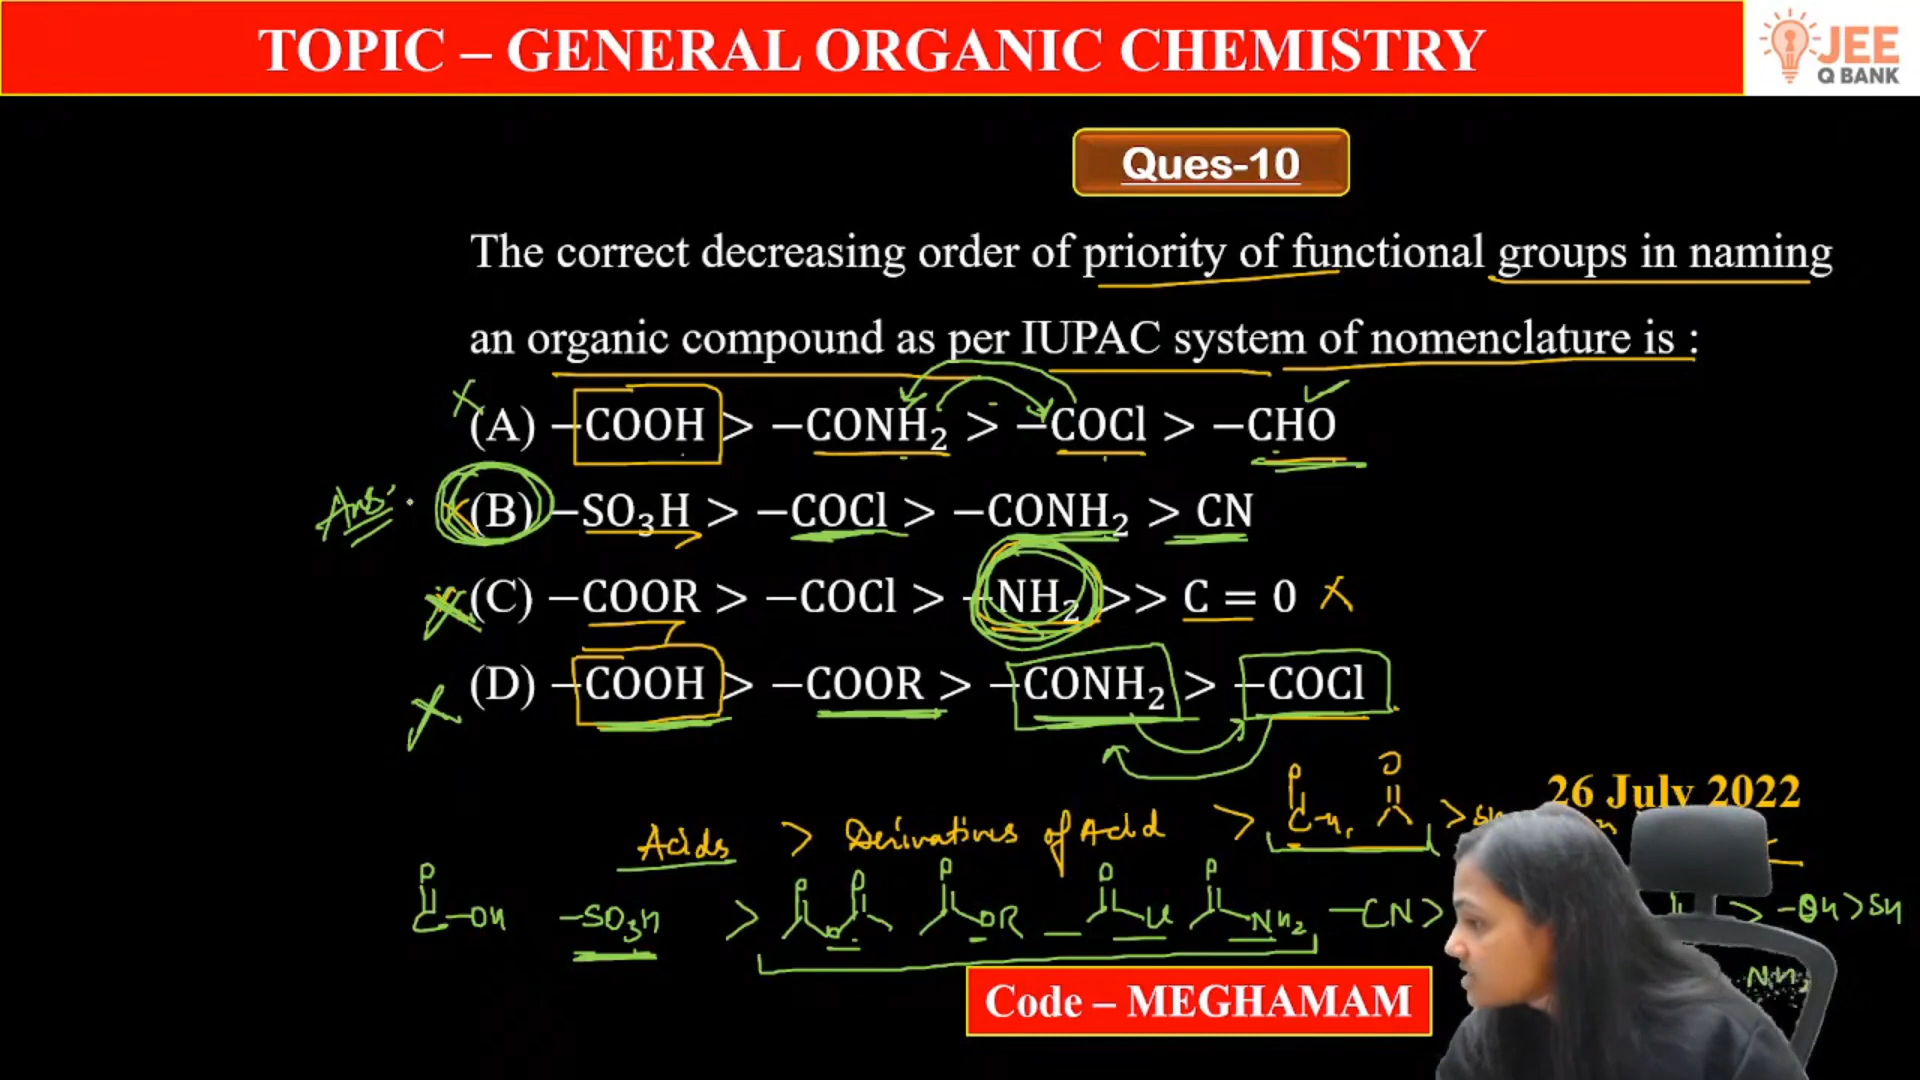 TOPIC – GENERAL ORGANIC CHEMISTRY
JEE
Q BANK
Ques-10
The correct decreasing order of priority of functional groups in naming
an organic compound as per IUPAC system of nomenclature is :
(A) –COOH > –CONH₂ > –COCl > –CHO
Ans: (B) –SO₃H > –COCl > –CONH₂ > CN
(C) –COOR > –COCl > –NH₂ >> C = 0
(D) –COOH > –COOR > –CONH₂ > –COCl
26 July 2022
Acids > Derivatives of Acid >
–SO₃H > OR NH₂ –CN >
Code – MEGHAMAM